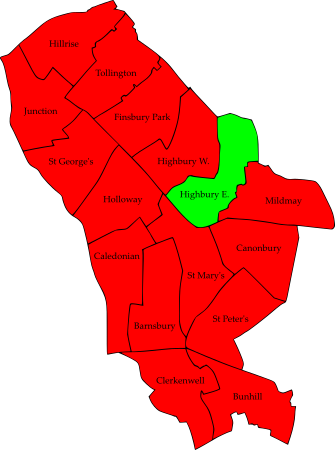 Hillrise
Tollington
Junction
Finsbury Park
St George's
Highbury W.
Highbury E.
Holloway
Mildmay
Canonbury
Caledonian
St Mary's
St Peter's
Barnsbury
Clerkenwell
Bunhill